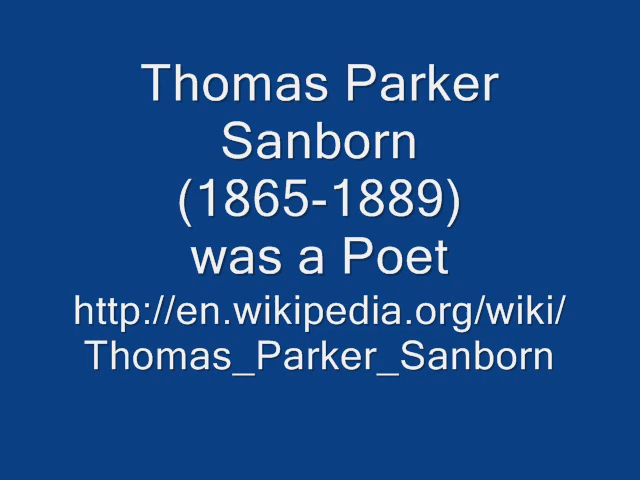 Thomas Parker
Sanborn
(1865-1889)
was a Poet
http://en.wikipedia.org/wiki/
Thomas_Parker_Sanborn